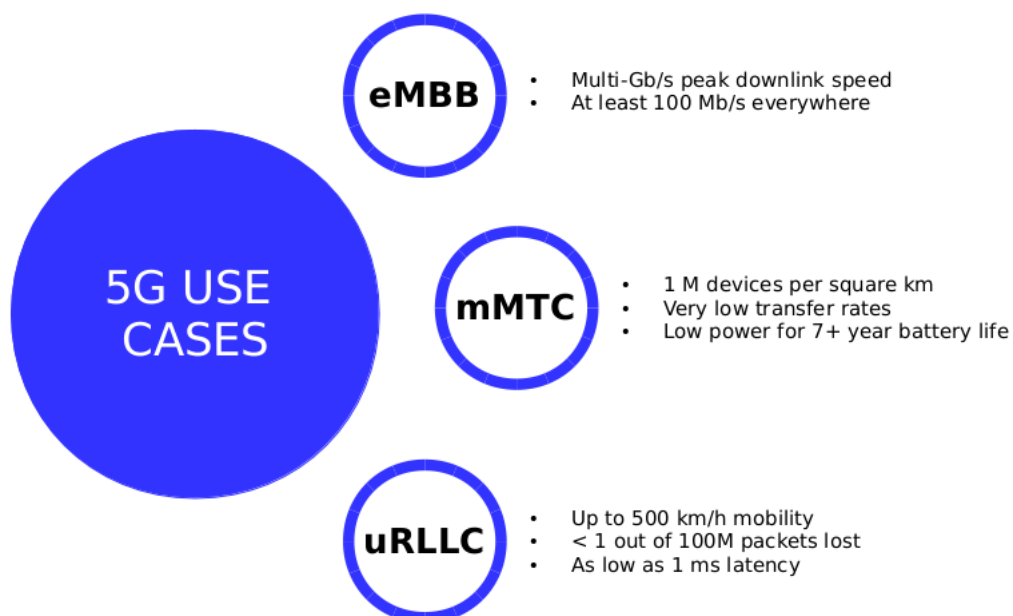 5G USE
CASES
eMBB
• Multi-Gb/s peak downlink speed
• At least 100 Mb/s everywhere
mMTC
• 1 M devices per square km
• Very low transfer rates
• Low power for 7+ year battery life
uRLLC
• Up to 500 km/h mobility
• < 1 out of 100M packets lost
• As low as 1 ms latency